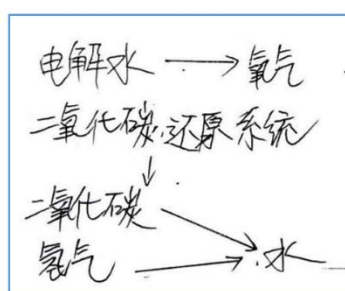 电解水 → 氧气
二氧化碳还原系统
↓
二氧化碳
氢气 → 水